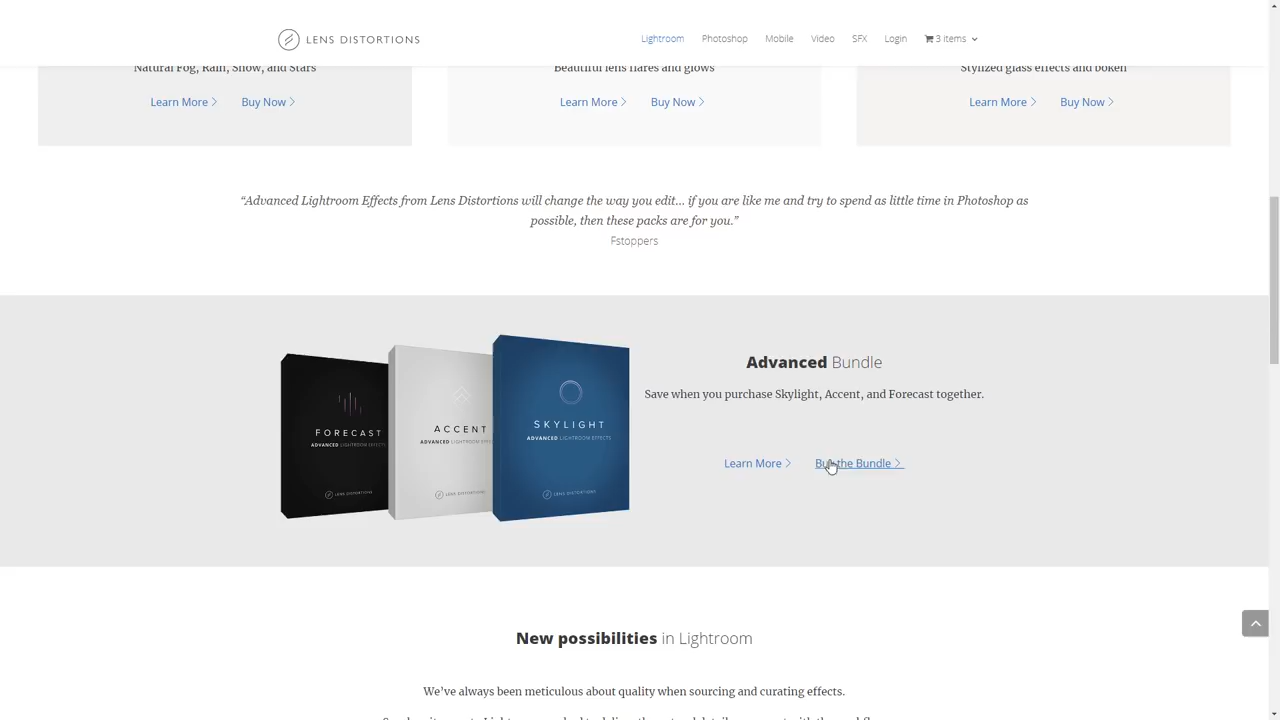 LENS DISTORTIONS
Lightroom Photoshop Mobile Video SFX Login 3 items
Natural Fog, Rain, Snow, and Stars
Learn More Buy Now
Beautiful lens flares and glows
Learn More Buy Now
Stylized glass effects and bokeh
Learn More Buy Now
“Advanced Lightroom Effects from Lens Distortions will change the way you edit... if you are like me and try to spend as little time in Photoshop as
possible, then these packs are for you.”
Fstoppers
FORECAST
ADVANCED LIGHTROOM EFFECTS
LENS DISTORTIONS
ACCENT
ADVANCED LIGHTROOM EFFE
LENS DISTORTIONS
SKYLIGHT
ADVANCED LIGHTROOM EFFECTS
LENS DISTORTIONS
Advanced Bundle
Save when you purchase Skylight, Accent, and Forecast together.
Learn More Buy the Bundle
New possibilities in Lightroom
We’ve always been meticulous about quality when sourcing and curating effects.